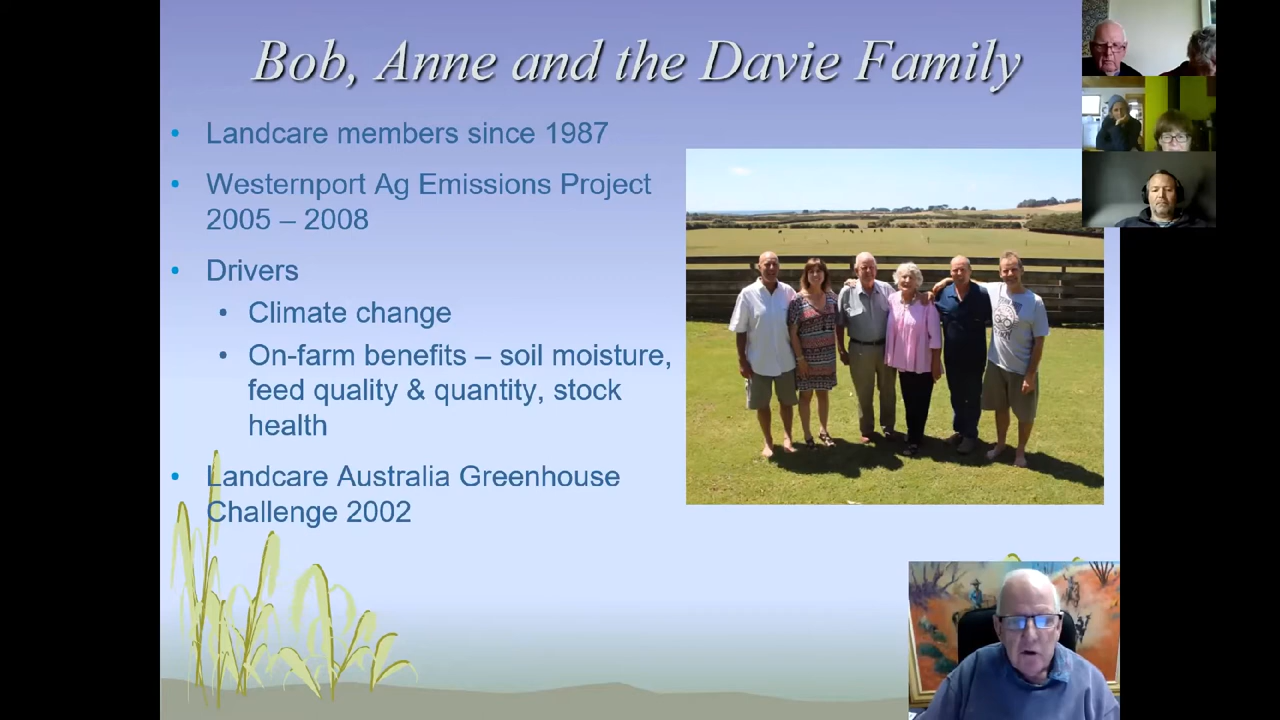 Bob, Anne and the Davie Family
• Landcare members since 1987
• Westernport Ag Emissions Project
2005 – 2008
• Drivers
• Climate change
• On-farm benefits – soil moisture,
feed quality & quantity, stock
health
• Landcare Australia Greenhouse
Challenge 2002